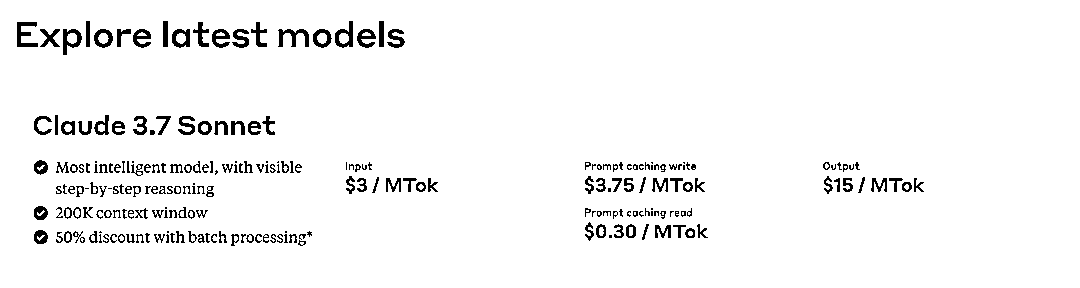 Explore latest models
Claude 3.7 Sonnet
Most intelligent model, with visible
step-by-step reasoning
200K context window
50% discount with batch processing*
Input
$3 / MTok
Prompt caching write
$3.75 / MTok
Prompt caching read
$0.30 / MTok
Output
$15 / MTok